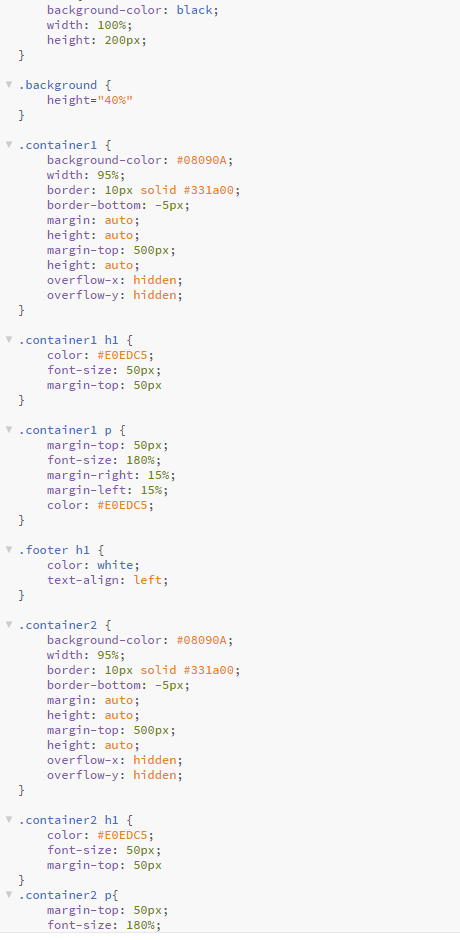 background-color: black;
width: 100%;
height: 200px;
}
.background {
height="40%"
}
.container1 {
background-color: #08090A;
width: 95%;
border: 10px solid #331a00;
border-bottom: -5px;
margin: auto;
height: auto;
margin-top: 500px;
height: auto;
overflow-x: hidden;
overflow-y: hidden;
}
.container1 h1 {
color: #E0EDC5;
font-size: 50px;
margin-top: 50px
}
.container1 p {
margin-top: 50px;
font-size: 180%;
margin-right: 15%;
margin-left: 15%;
color: #E0EDC5;
}
.footer h1 {
color: white;
text-align: left;
}
.container2 {
background-color: #08090A;
width: 95%;
border: 10px solid #331a00;
border-bottom: -5px;
margin: auto;
height: auto;
margin-top: 500px;
height: auto;
overflow-x: hidden;
overflow-y: hidden;
}
.container2 h1 {
color: #E0EDC5;
font-size: 50px;
margin-top: 50px
}
.container2 p{
margin-top: 50px;
font-size: 180%;